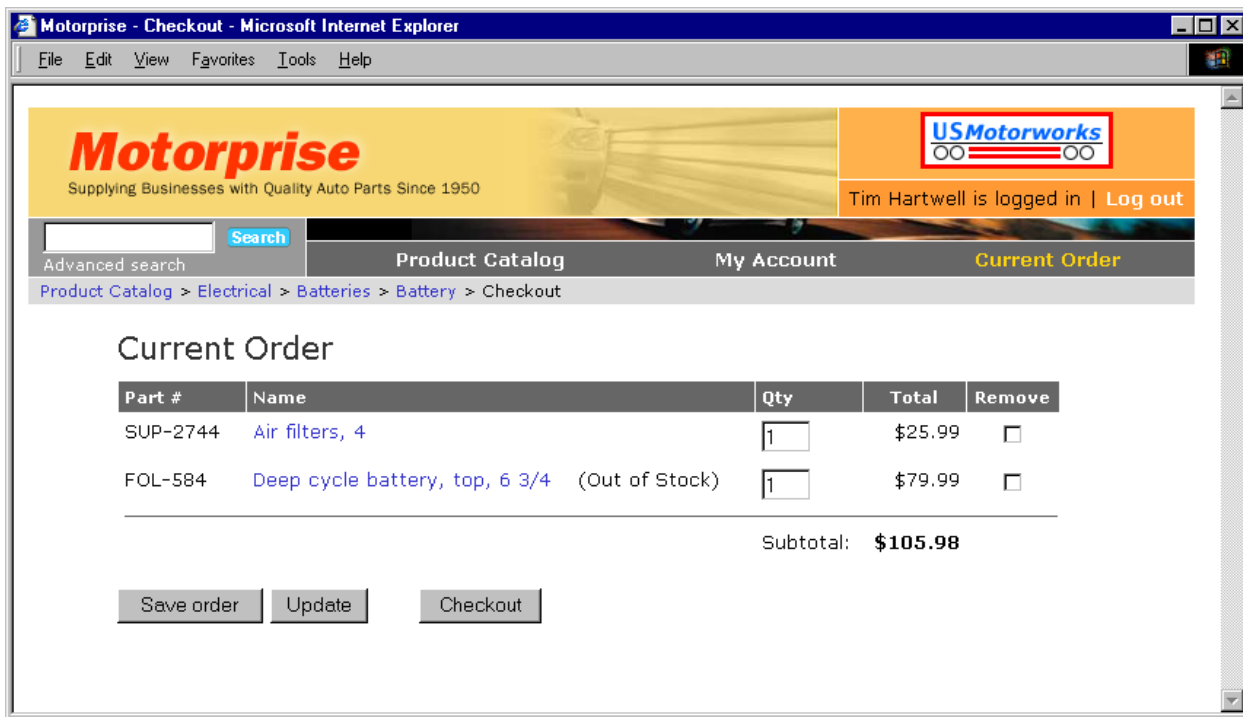 Motorprise - Checkout - Microsoft Internet Explorer
File Edit View Favorites Tools Help
Motorprise
Supplying Businesses with Quality Auto Parts Since 1950
USMotorworks
Tim Hartwell is logged in | Log out
Search
Advanced search
Product Catalog My Account Current Order
Product Catalog > Electrical > Batteries > Battery > Checkout
Current Order
Part # Name Qty Total Remove
SUP-2744 Air filters, 4 1 $25.99
FOL-584 Deep cycle battery, top, 6 3/4 (Out of Stock) 1 $79.99
Subtotal: $105.98
Save order Update Checkout